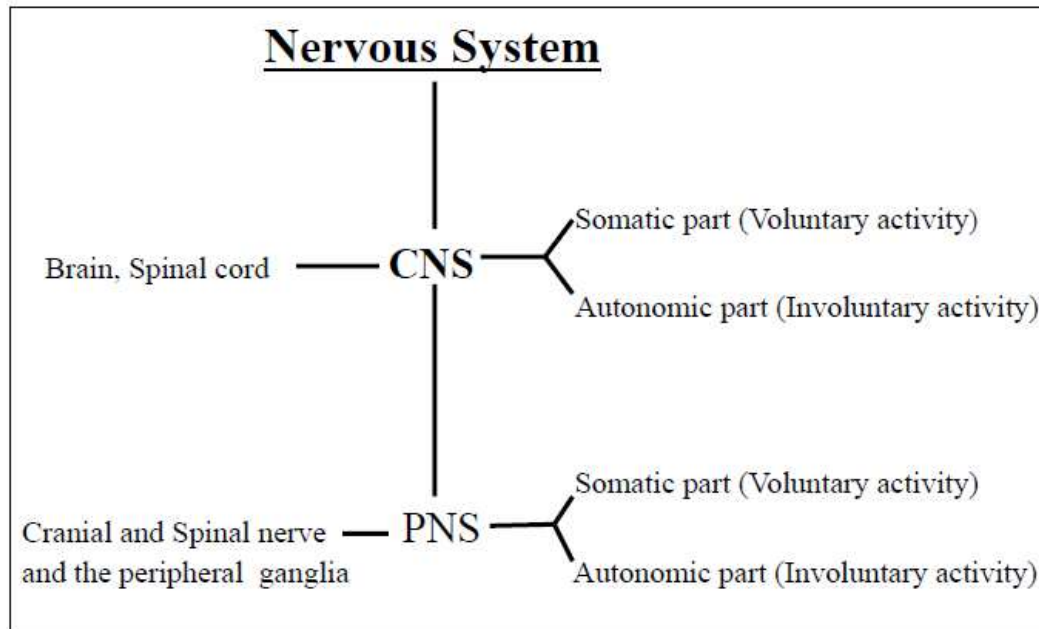 Nervous System
Somatic part (Voluntary activity)
Brain, Spinal cord
CNS
Autonomic part (Involuntary activity)
Somatic part (Voluntary activity)
Cranial and Spinal nerve
and the peripheral ganglia
PNS
Autonomic part (Involuntary activity)